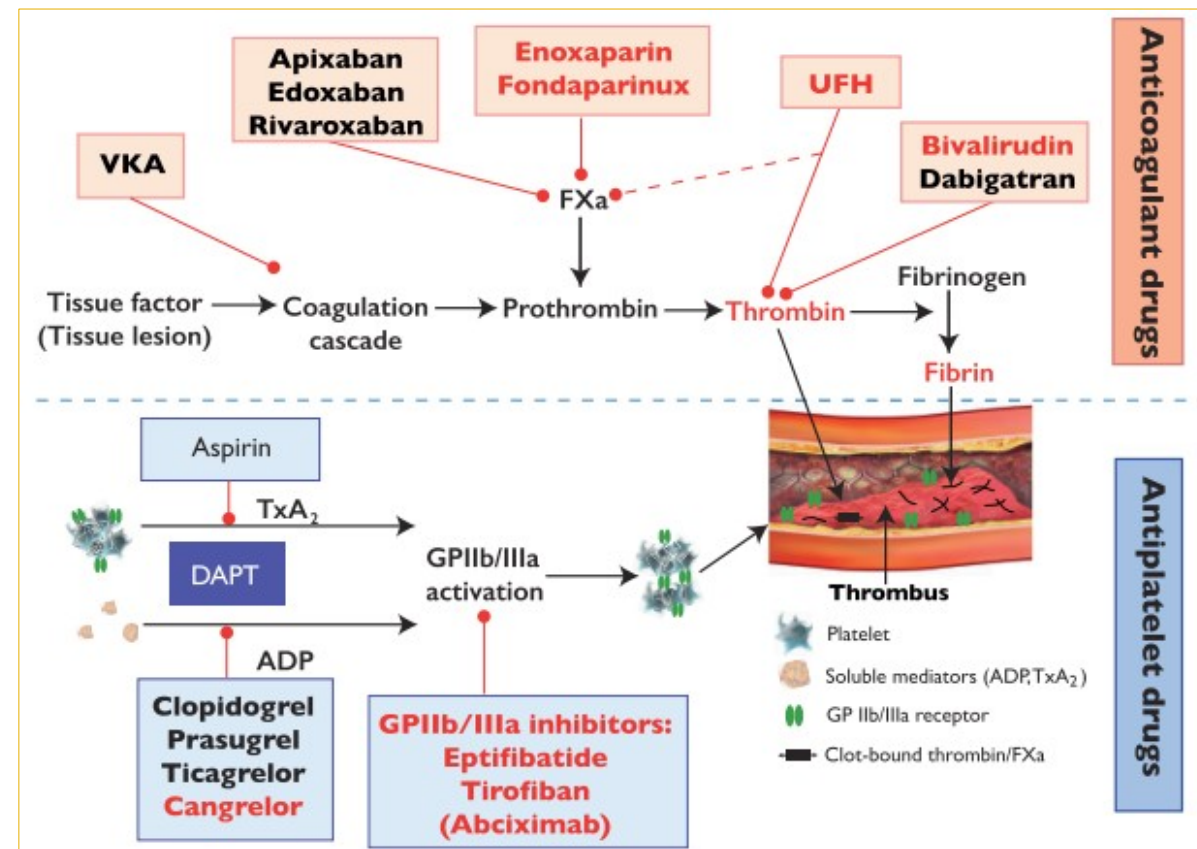 Apixaban
Edoxaban
Rivaroxaban
Enoxaparin
Fondaparinux
UFH
VKA
Bivalirudin
Dabigatran
FXa
Fibrinogen
Tissue factor
(Tissue lesion)
Coagulation
cascade
Prothrombin
Thrombin
Fibrin
Anticoagulant drugs
Aspirin
TxA₂
DAPT
ADP
GPIIb/IIIa
activation
Clopidogrel
Prasugrel
Ticagrelor
Cangrelor
GPIIb/IIIa inhibitors:
Eptifibatide
Tirofiban
(Abciximab)
Thrombus
Platelet
Soluble mediators (ADP,TxA₂)
GP IIb/IIIa receptor
Clot-bound thrombin/FXa
Antiplatelet drugs